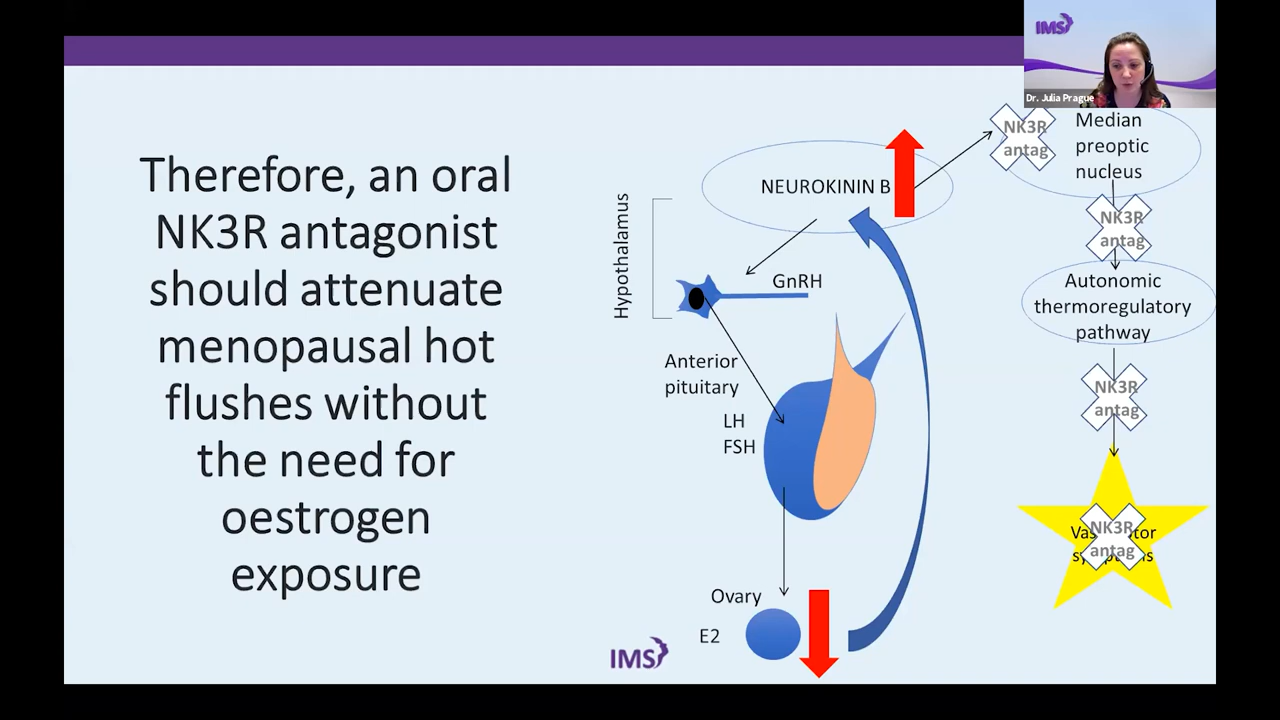 IMS
Dr. Julia Prague
Therefore, an oral
NK3R antagonist
should attenuate
menopausal hot
flushes without
the need for
oestrogen
exposure
Hypothalamus
NEUROKININ B
GnRH
Anterior
pituitary
LH
FSH
Ovary
E2
IMS
NK3R
antag
Median
preoptic
nucleus
NK3R
antag
Autonomic
thermoregulatory
pathway
NK3R
antag
NK3R
antag